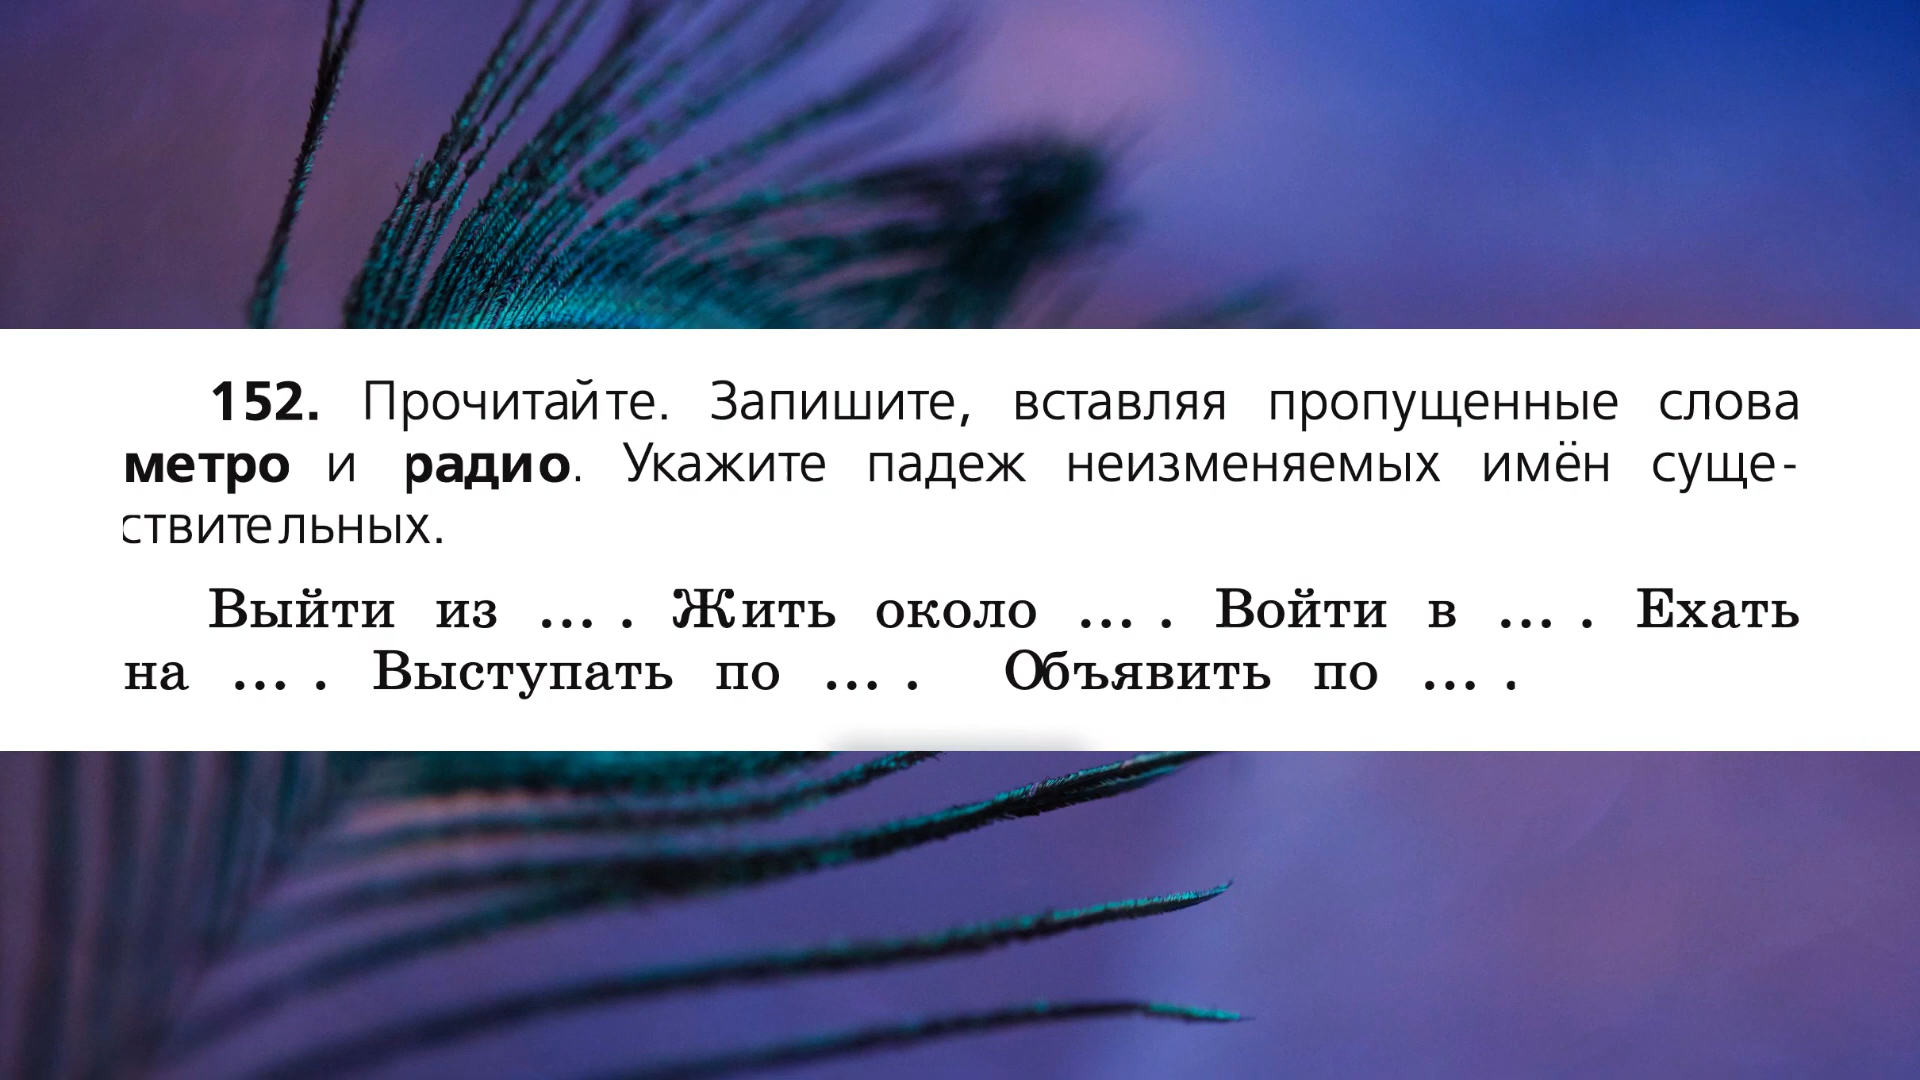 152. Прочитайте. Запишите, вставляя пропущенные слова
метро и радио. Укажите падеж неизменяемых имён суще-
ствительных.
Выйти из ... . Жить около ... . Войти в ... . Ехать
на ... . Выступать по ... . Объявить по ... .